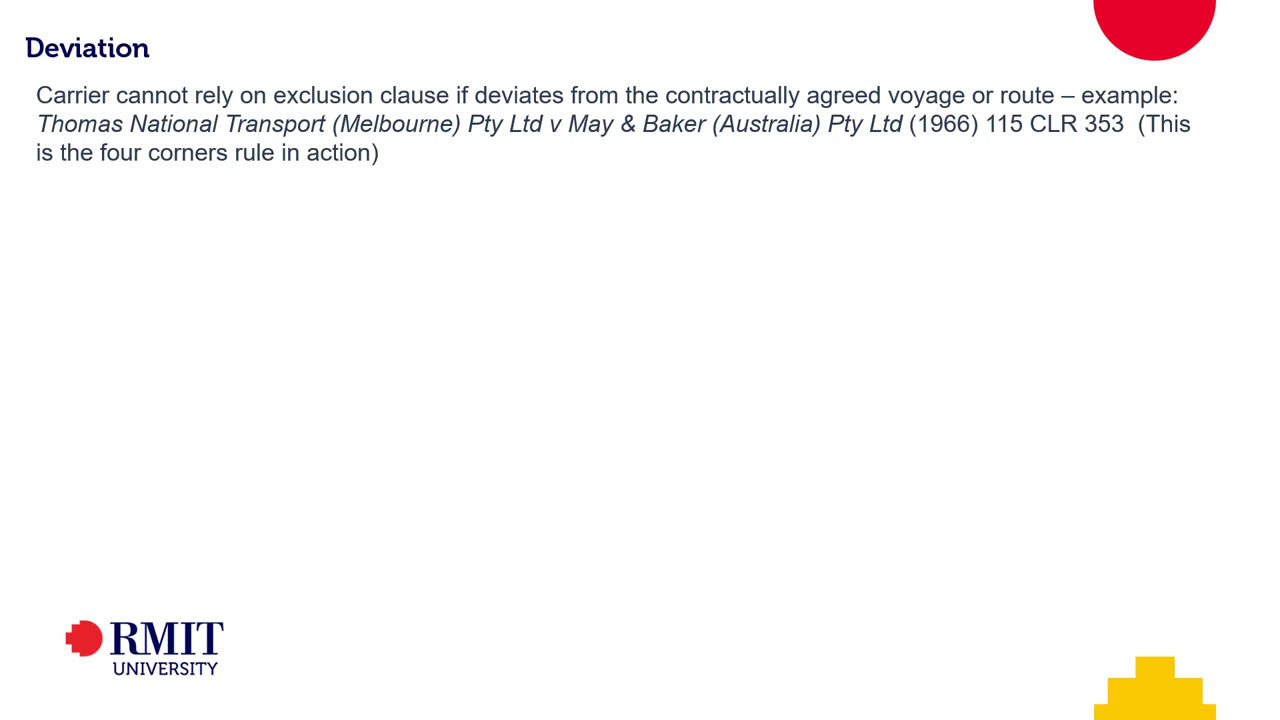 Deviation
Carrier cannot rely on exclusion clause if deviates from the contractually agreed voyage or route – example:
Thomas National Transport (Melbourne) Pty Ltd v May & Baker (Australia) Pty Ltd (1966) 115 CLR 353  (This
is the four corners rule in action)
RMIT
UNIVERSITY